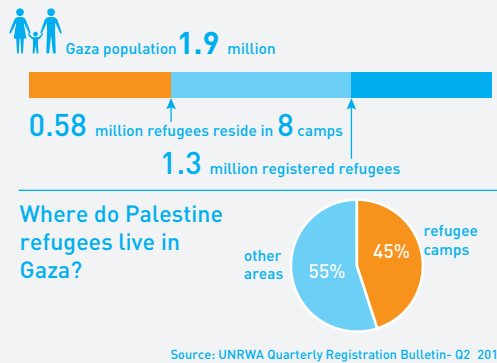 Gaza population 1.9 million
0.58 million refugees reside in 8 camps
1.3 million registered refugees
Where do Palestine
refugees live in
Gaza?
other
areas
55%
45%
refugee
camps
Source: UNRWA Quarterly Registration Bulletin- Q2 201